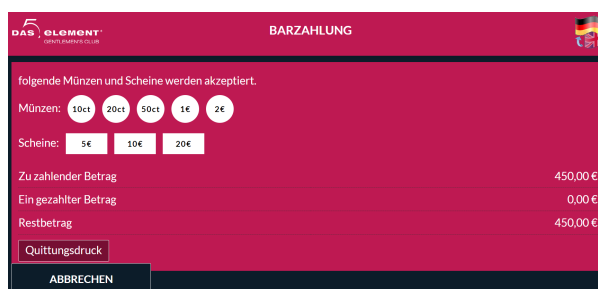 DAS 5 ELEMENT
GENTLEMEN'S CLUB
BARZAHLUNG
folgende Münzen und Scheine werden akzeptiert.
Münzen: 10ct 20ct 50ct 1€ 2€
Scheine: 5€ 10€ 20€
Zu zahlender Betrag 450,00 €
Ein gezahlter Betrag 0,00 €
Restbetrag 450,00 €
Quittungsdruck
ABBRECHEN